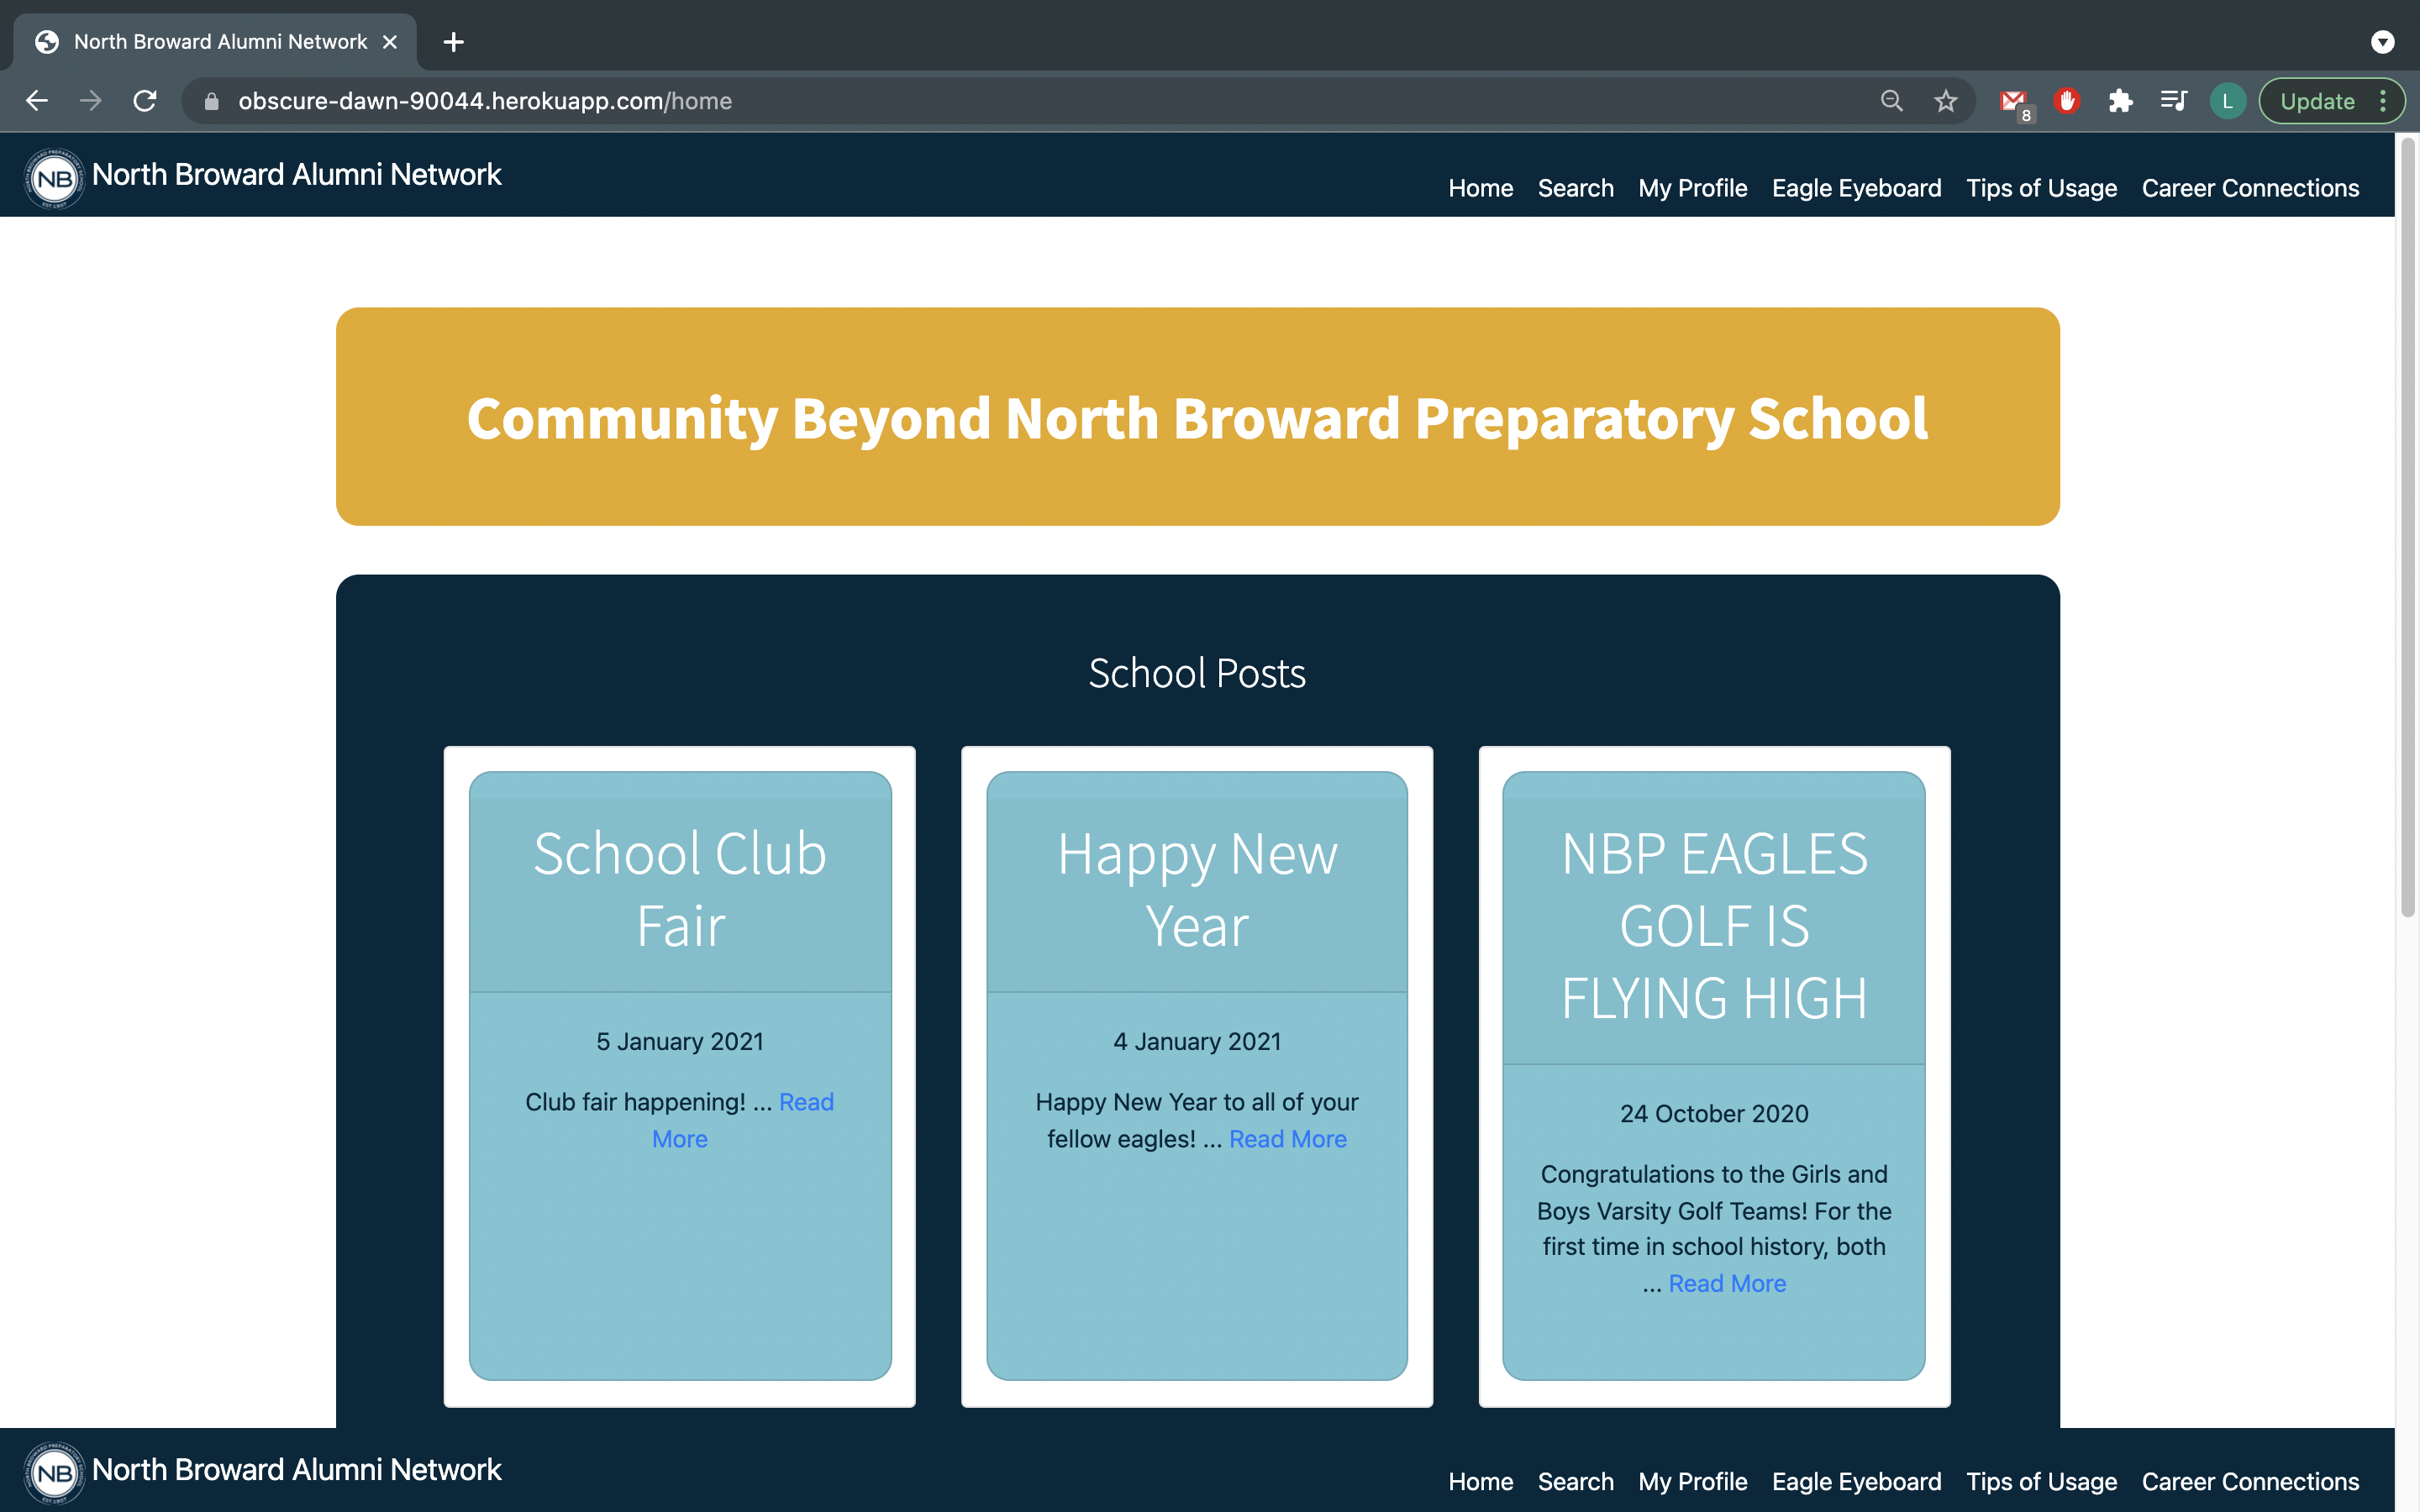 North Broward Alumni Network
obscure-dawn-90044.herokuapp.com/home
8
L
Update
NB
North Broward Alumni Network
Home Search My Profile Eagle Eyeboard Tips of Usage Career Connections
Community Beyond North Broward Preparatory School
School Posts
School Club
Fair
5 January 2021
Club fair happening! ... Read
More
Happy New
Year
4 January 2021
Happy New Year to all of your
fellow eagles! ... Read More
NBP EAGLES
GOLF IS
FLYING HIGH
24 October 2020
Congratulations to the Girls and
Boys Varsity Golf Teams! For the
first time in school history, both
... Read More
NB
North Broward Alumni Network
Home Search My Profile Eagle Eyeboard Tips of Usage Career Connections